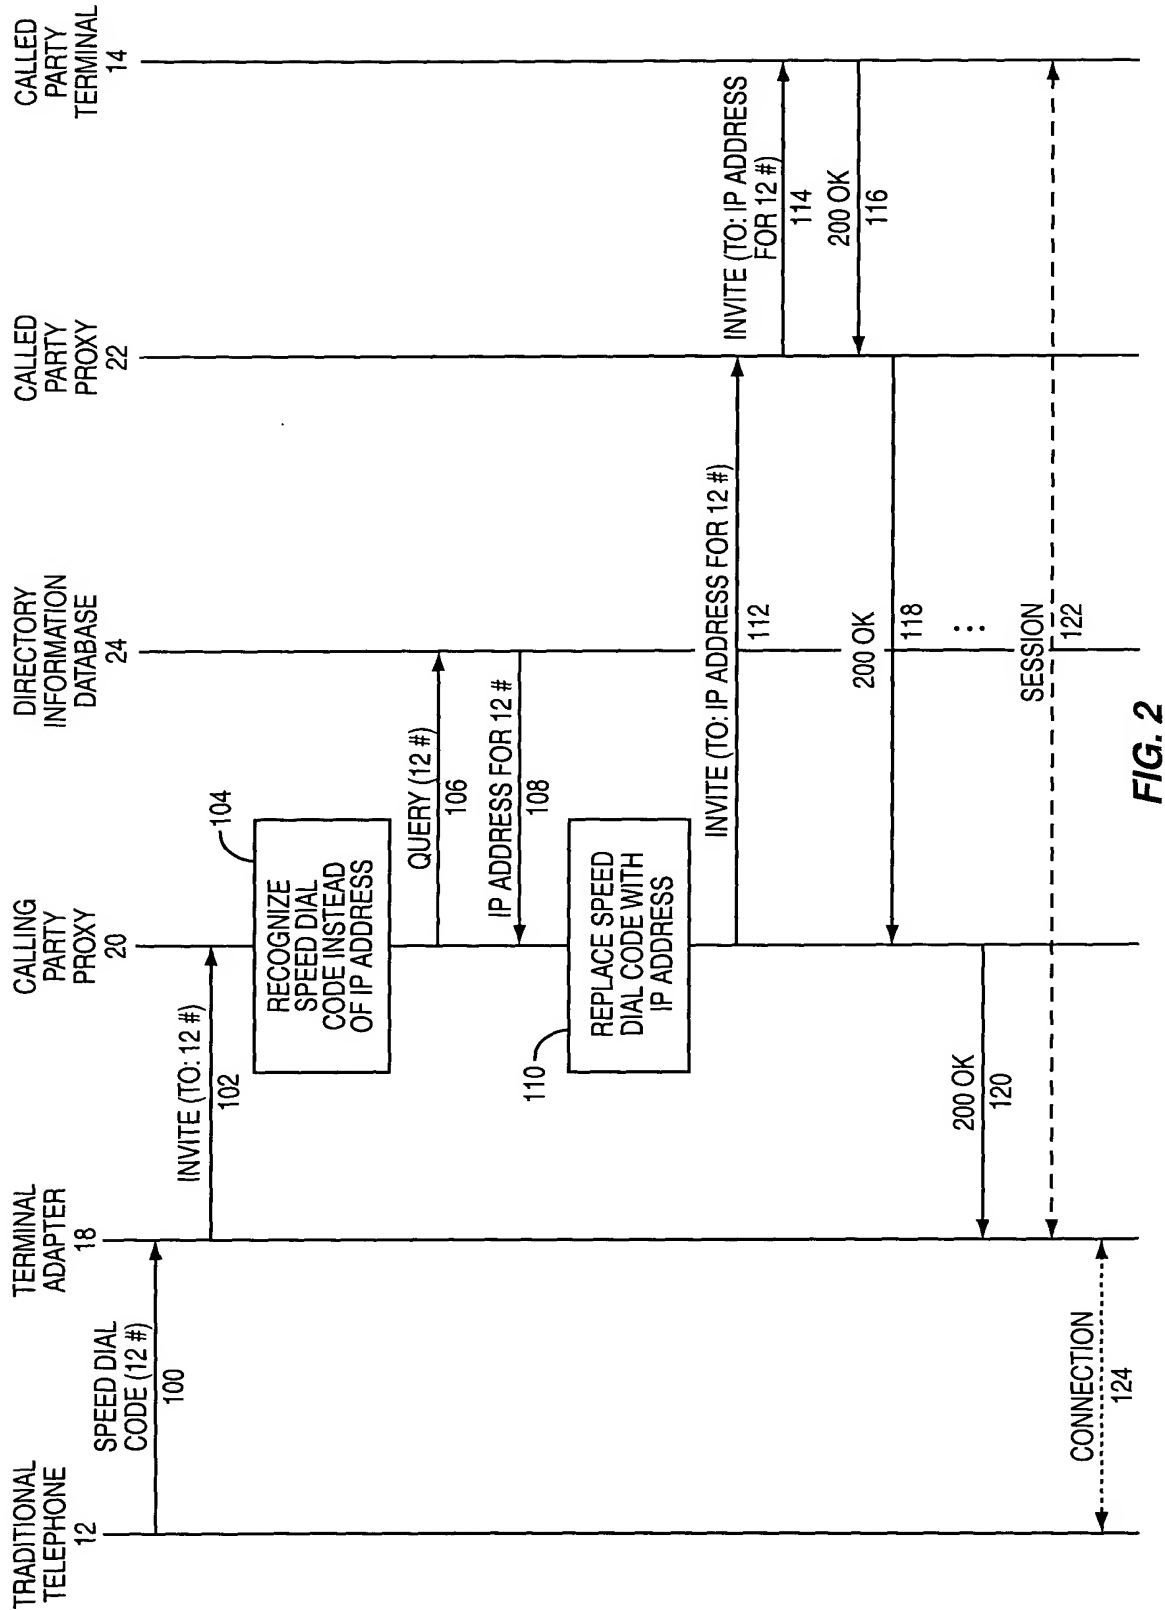 TRADITIONAL
TELEPHONE
12
TERMINAL
ADAPTER
18
CALLING
PARTY
PROXY
20
DIRECTORY
INFORMATION
DATABASE
24
CALLED
PARTY
PROXY
22
CALLED
PARTY
TERMINAL
14
SPEED DIAL
CODE (12 #)
100
INVITE (TO: 12 #)
102
104
RECOGNIZE
SPEED DIAL
CODE INSTEAD
OF IP ADDRESS
QUERY (12 #)
106
IP ADDRESS FOR 12 #
108
110
REPLACE SPEED
DIAL CODE WITH
IP ADDRESS
INVITE (TO: IP ADDRESS FOR 12 #)
112
INVITE (TO: IP ADDRESS
FOR 12 #)
114
200 OK
116
200 OK
118
200 OK
120
SESSION
122
CONNECTION
124
FIG. 2